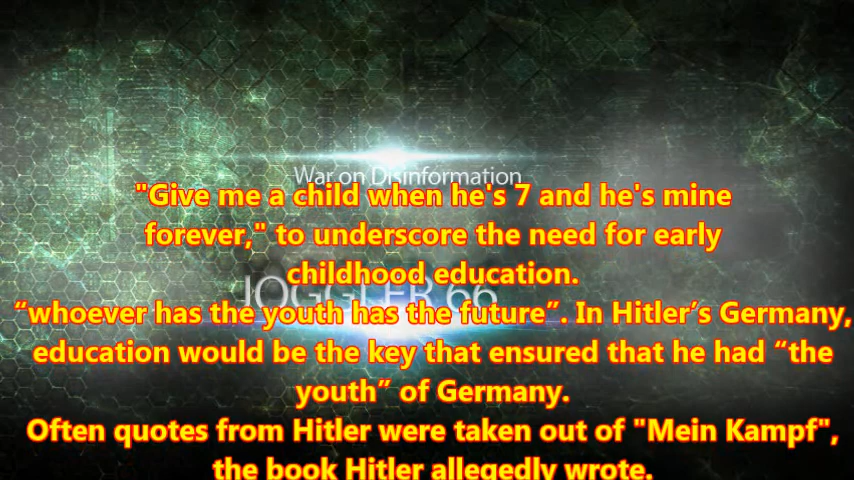 War on Disinformation
"Give me a child when he's 7 and he's mine
forever," to underscore the need for early
childhood education.
JOGGLER 66
“whoever has the youth has the future”. In Hitler’s Germany,
education would be the key that ensured that he had “the
youth” of Germany.
Often quotes from Hitler were taken out of "Mein Kampf",
the book Hitler allegedly wrote.